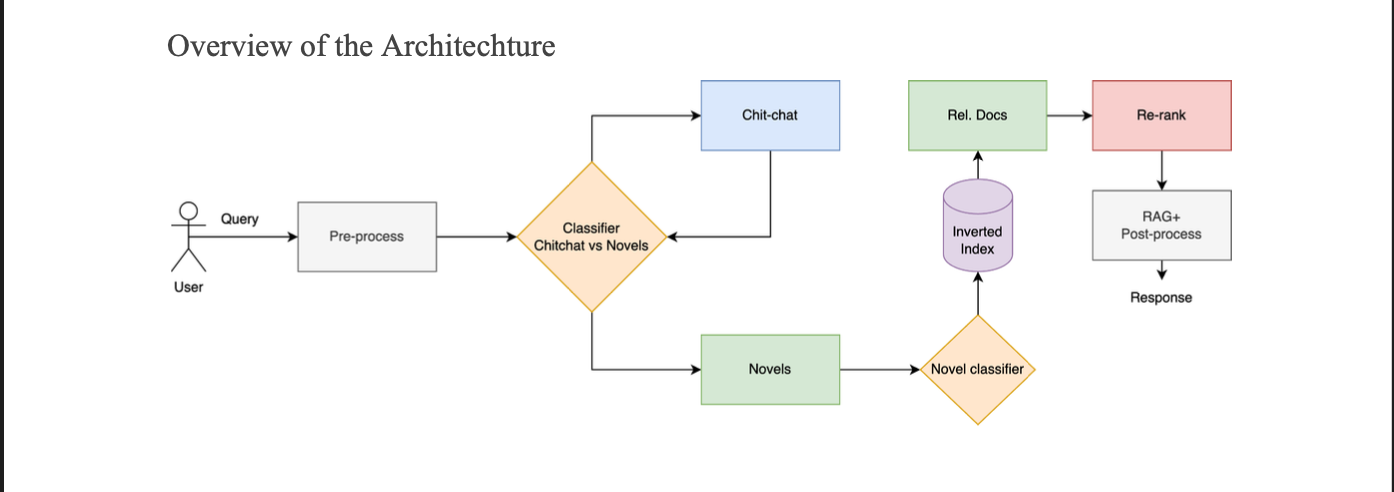 Overview of the Architechture
Chit-chat
Rel. Docs
Re-rank
Query
Pre-process
Classifier
Chitchat vs Novels
Inverted
Index
RAG+
Post-process
User
Response
Novels
Novel classifier